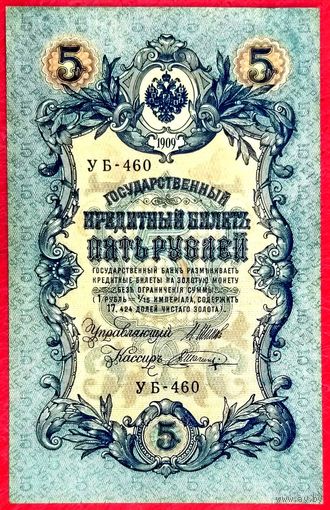 5 5
1909
УБ-460
ГОСУДАРСТВЕННЫЙ
КРЕДИТНЫЙ БИЛЕТЪ
ПЯТЬ РУБЛЕЙ
ГОСУДАРСТВЕННЫЙ БАНКЪ РАЗМѢНИВАЕТЪ
КРЕДИТНЫЕ БИЛЕТЫ НА ЗОЛОТУЮ МОНЕТУ
БЕЗЪ ОГРАНИЧЕНІЯ СУММЫ
(1 РУБЛЬ = 1/15 ИМПЕРІАЛА, СОДЕРЖИТЪ
17,424 ДОЛЕЙ ЧИСТАГО ЗОЛОТА).
Управляющій
Кассиръ
УБ-460
5